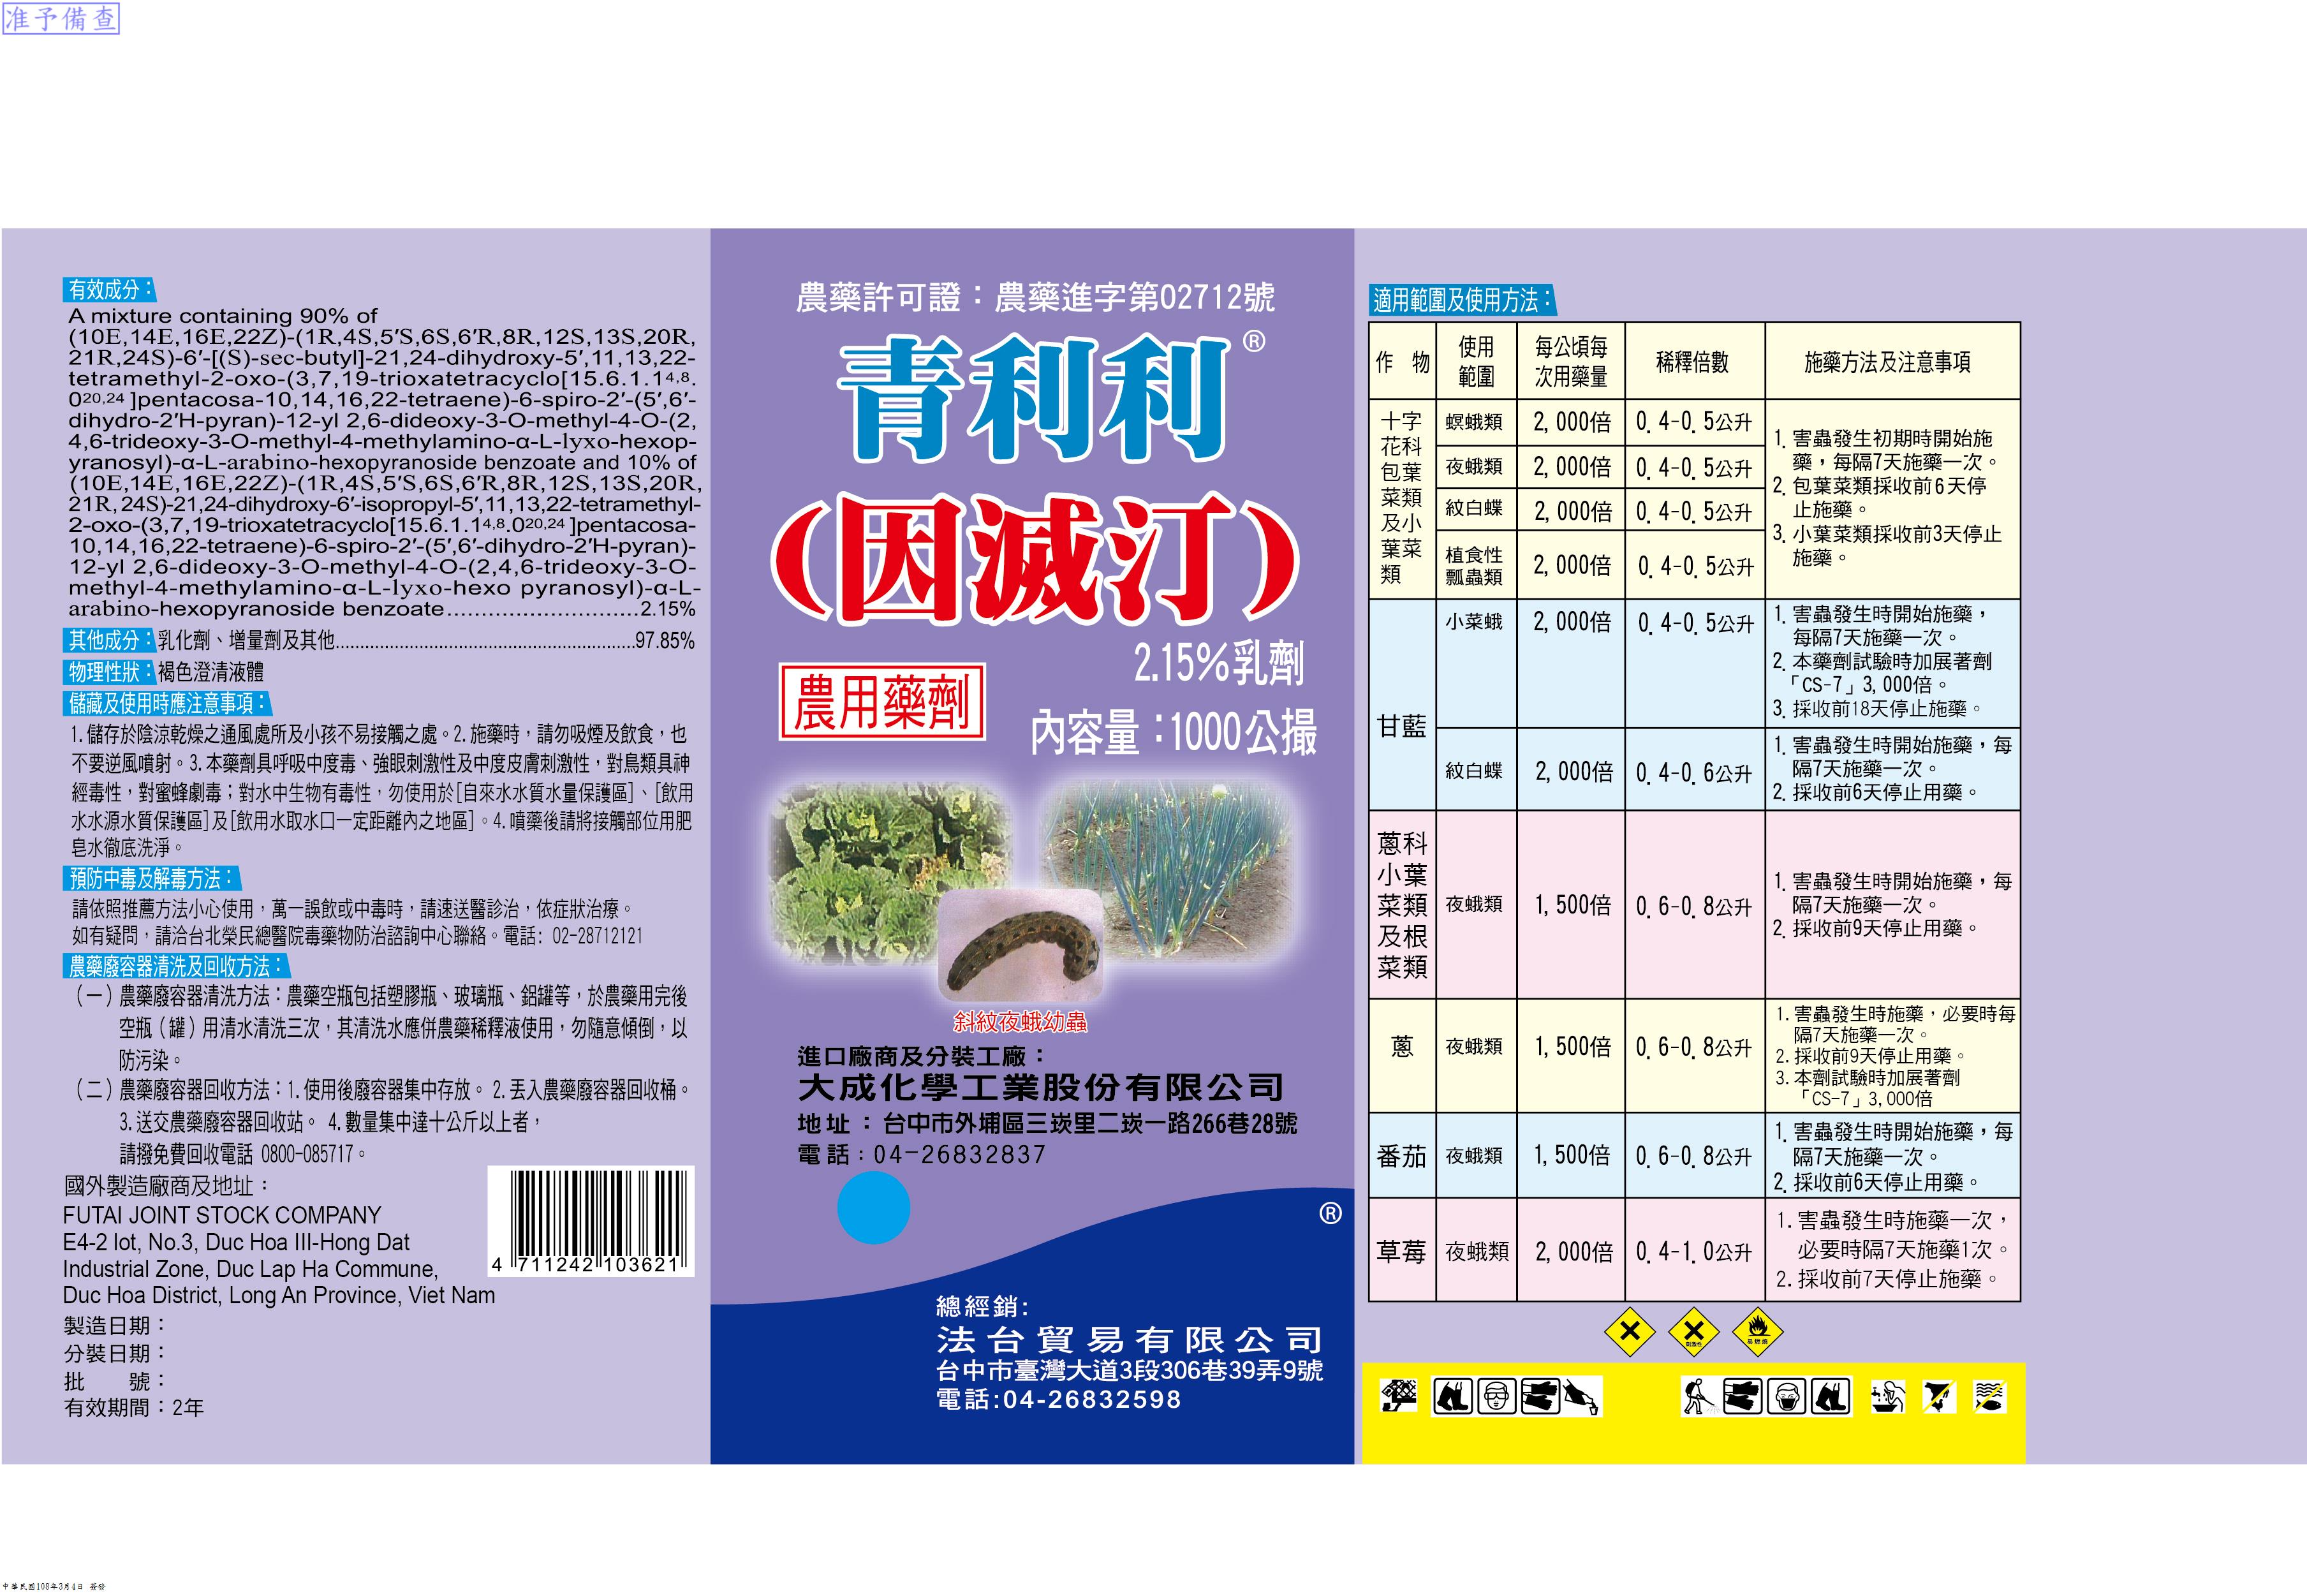 准予備查
有效成分：
A mixture containing 90% of
(10E,14E,16E,22Z)-(1R,4S,5′S,6S,6′R,8R,12S,13S,20R,
21R,24S)-6′-[(S)-sec-butyl]-21,24-dihydroxy-5′,11,13,22-
tetramethyl-2-oxo-(3,7,19-trioxatetracyclo[15.6.1.1⁴,⁸.
0²⁰,²⁴ ]pentacosa-10,14,16,22-tetraene)-6-spiro-2′-(5′,6′-
dihydro-2′H-pyran)-12-yl 2,6-dideoxy-3-O-methyl-4-O-(2,
4,6-trideoxy-3-O-methyl-4-methylamino-α-L-lyxo-hexop-
yranosyl)-α-L-arabino-hexopyranoside benzoate and 10% of
(10E,14E,16E,22Z)-(1R,4S,5′S,6S,6′R,8R,12S,13S,20R,
21R,24S)-21,24-dihydroxy-6′-isopropyl-5′,11,13,22-tetramethyl-
2-oxo-(3,7,19-trioxatetracyclo[15.6.1.1⁴,⁸.0²⁰,²⁴ ]pentacosa-
10,14,16,22-tetraene)-6-spiro-2′-(5′,6′-dihydro-2′H-pyran)-
12-yl 2,6-dideoxy-3-O-methyl-4-O-(2,4,6-trideoxy-3-O-
methyl-4-methylamino-α-L-lyxo-hexo pyranosyl)-α-L-
arabino-hexopyranoside benzoate............................2.15%
其他成分：乳化劑、增量劑及其他............................................................97.85%
物理性狀：褐色澄清液體
儲藏及使用時應注意事項：
1.儲存於陰涼乾燥之通風處所及小孩不易接觸之處。2.施藥時，請勿吸煙及飲食，也
不要逆風噴射。3.本藥劑具呼吸中度毒、強眼刺激性及中度皮膚刺激性，對鳥類具神
經毒性，對蜜蜂劇毒；對水中生物有毒性，勿使用於[自來水水質水量保護區]、[飲用
水水源水質保護區]及[飲用水取水口一定距離內之地區]。4.噴藥後請將接觸部位用肥
皂水徹底洗淨。
預防中毒及解毒方法：
請依照推薦方法小心使用，萬一誤飲或中毒時，請速送醫診治，依症狀治療。
如有疑問，請洽台北榮民總醫院毒藥物防治諮詢中心聯絡。電話: 02-28712121
農藥廢容器清洗及回收方法：
（一）農藥廢容器清洗方法：農藥空瓶包括塑膠瓶、玻璃瓶、鋁罐等，於農藥用完後
空瓶（罐）用清水清洗三次，其清洗水應併農藥稀釋液使用，勿隨意傾倒，以
防污染。
（二）農藥廢容器回收方法：1.使用後廢容器集中存放。 2.丟入農藥廢容器回收桶。
3.送交農藥廢容器回收站。 4.數量集中達十公斤以上者，
請撥免費回收電話 0800-085717。
國外製造廠商及地址：
FUTAI JOINT STOCK COMPANY
E4-2 lot, No.3, Duc Hoa III-Hong Dat
Industrial Zone, Duc Lap Ha Commune,
Duc Hoa District, Long An Province, Viet Nam
製造日期：
分裝日期：
批　　號：
有效期間：2年
4 711242 103621
農藥許可證：農藥進字第02712號
青利利®
(因滅汀)
2.15%乳劑
農用藥劑
內容量：1000公撮
斜紋夜蛾幼蟲
進口廠商及分裝工廠：
大成化學工業股份有限公司
地址：台中市外埔區三崁里二崁一路266巷28號
電話：04-26832837
®
總經銷:
法台貿易有限公司
台中市臺灣大道3段306巷39弄9號
電話:04-26832598
適用範圍及使用方法：
作 物 使用範圍 每公頃每次用藥量 稀釋倍數 施藥方法及注意事項
十字花科包葉菜類及小葉菜類
螟蛾類 2,000倍 0.4-0.5公升
夜蛾類 2,000倍 0.4-0.5公升
紋白蝶 2,000倍 0.4-0.5公升
植食性瓢蟲類 2,000倍 0.4-0.5公升
1.害蟲發生初期時開始施
藥，每隔7天施藥一次。
2.包葉菜類採收前6天停
止施藥。
3.小葉菜類採收前3天停止
施藥。
甘藍
小菜蛾 2,000倍 0.4-0.5公升
1.害蟲發生時開始施藥，
每隔7天施藥一次。
2.本藥劑試驗時加展著劑
「CS-7」3,000倍。
3.採收前18天停止施藥。
紋白蝶 2,000倍 0.4-0.6公升
1.害蟲發生時開始施藥，每
隔7天施藥一次。
2.採收前6天停止用藥。
蔥科小葉菜類及根菜類 夜蛾類 1,500倍 0.6-0.8公升
1.害蟲發生時開始施藥，每
隔7天施藥一次。
2.採收前9天停止用藥。
蔥 夜蛾類 1,500倍 0.6-0.8公升
1.害蟲發生時施藥，必要時每
隔7天施藥一次。
2.採收前9天停止用藥。
3.本劑試驗時加展著劑
「CS-7」3,000倍
番茄 夜蛾類 1,500倍 0.6-0.8公升
1.害蟲發生時開始施藥，每
隔7天施藥一次。
2.採收前6天停止用藥。
草莓 夜蛾類 2,000倍 0.4-1.0公升
1.害蟲發生時施藥一次，
必要時隔7天施藥1次。
2.採收前7天停止施藥。
中華民國108年3月4日 簽發